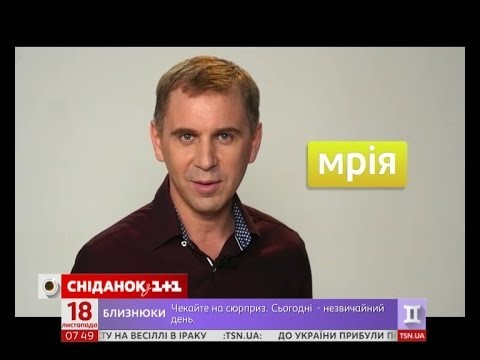 мрія
СНІДАНОК з 1+1
18
листопада
БЛИЗНЮКИ
Чекайте на сюрприз. Сьогодні - незвичайний
день.
07 49
ТУ НА ВЕСІЛЛІ В ІРАКУ :TSN.UA ДО УКРАЇНИ ПРИБУЛИ П
TSN.UA